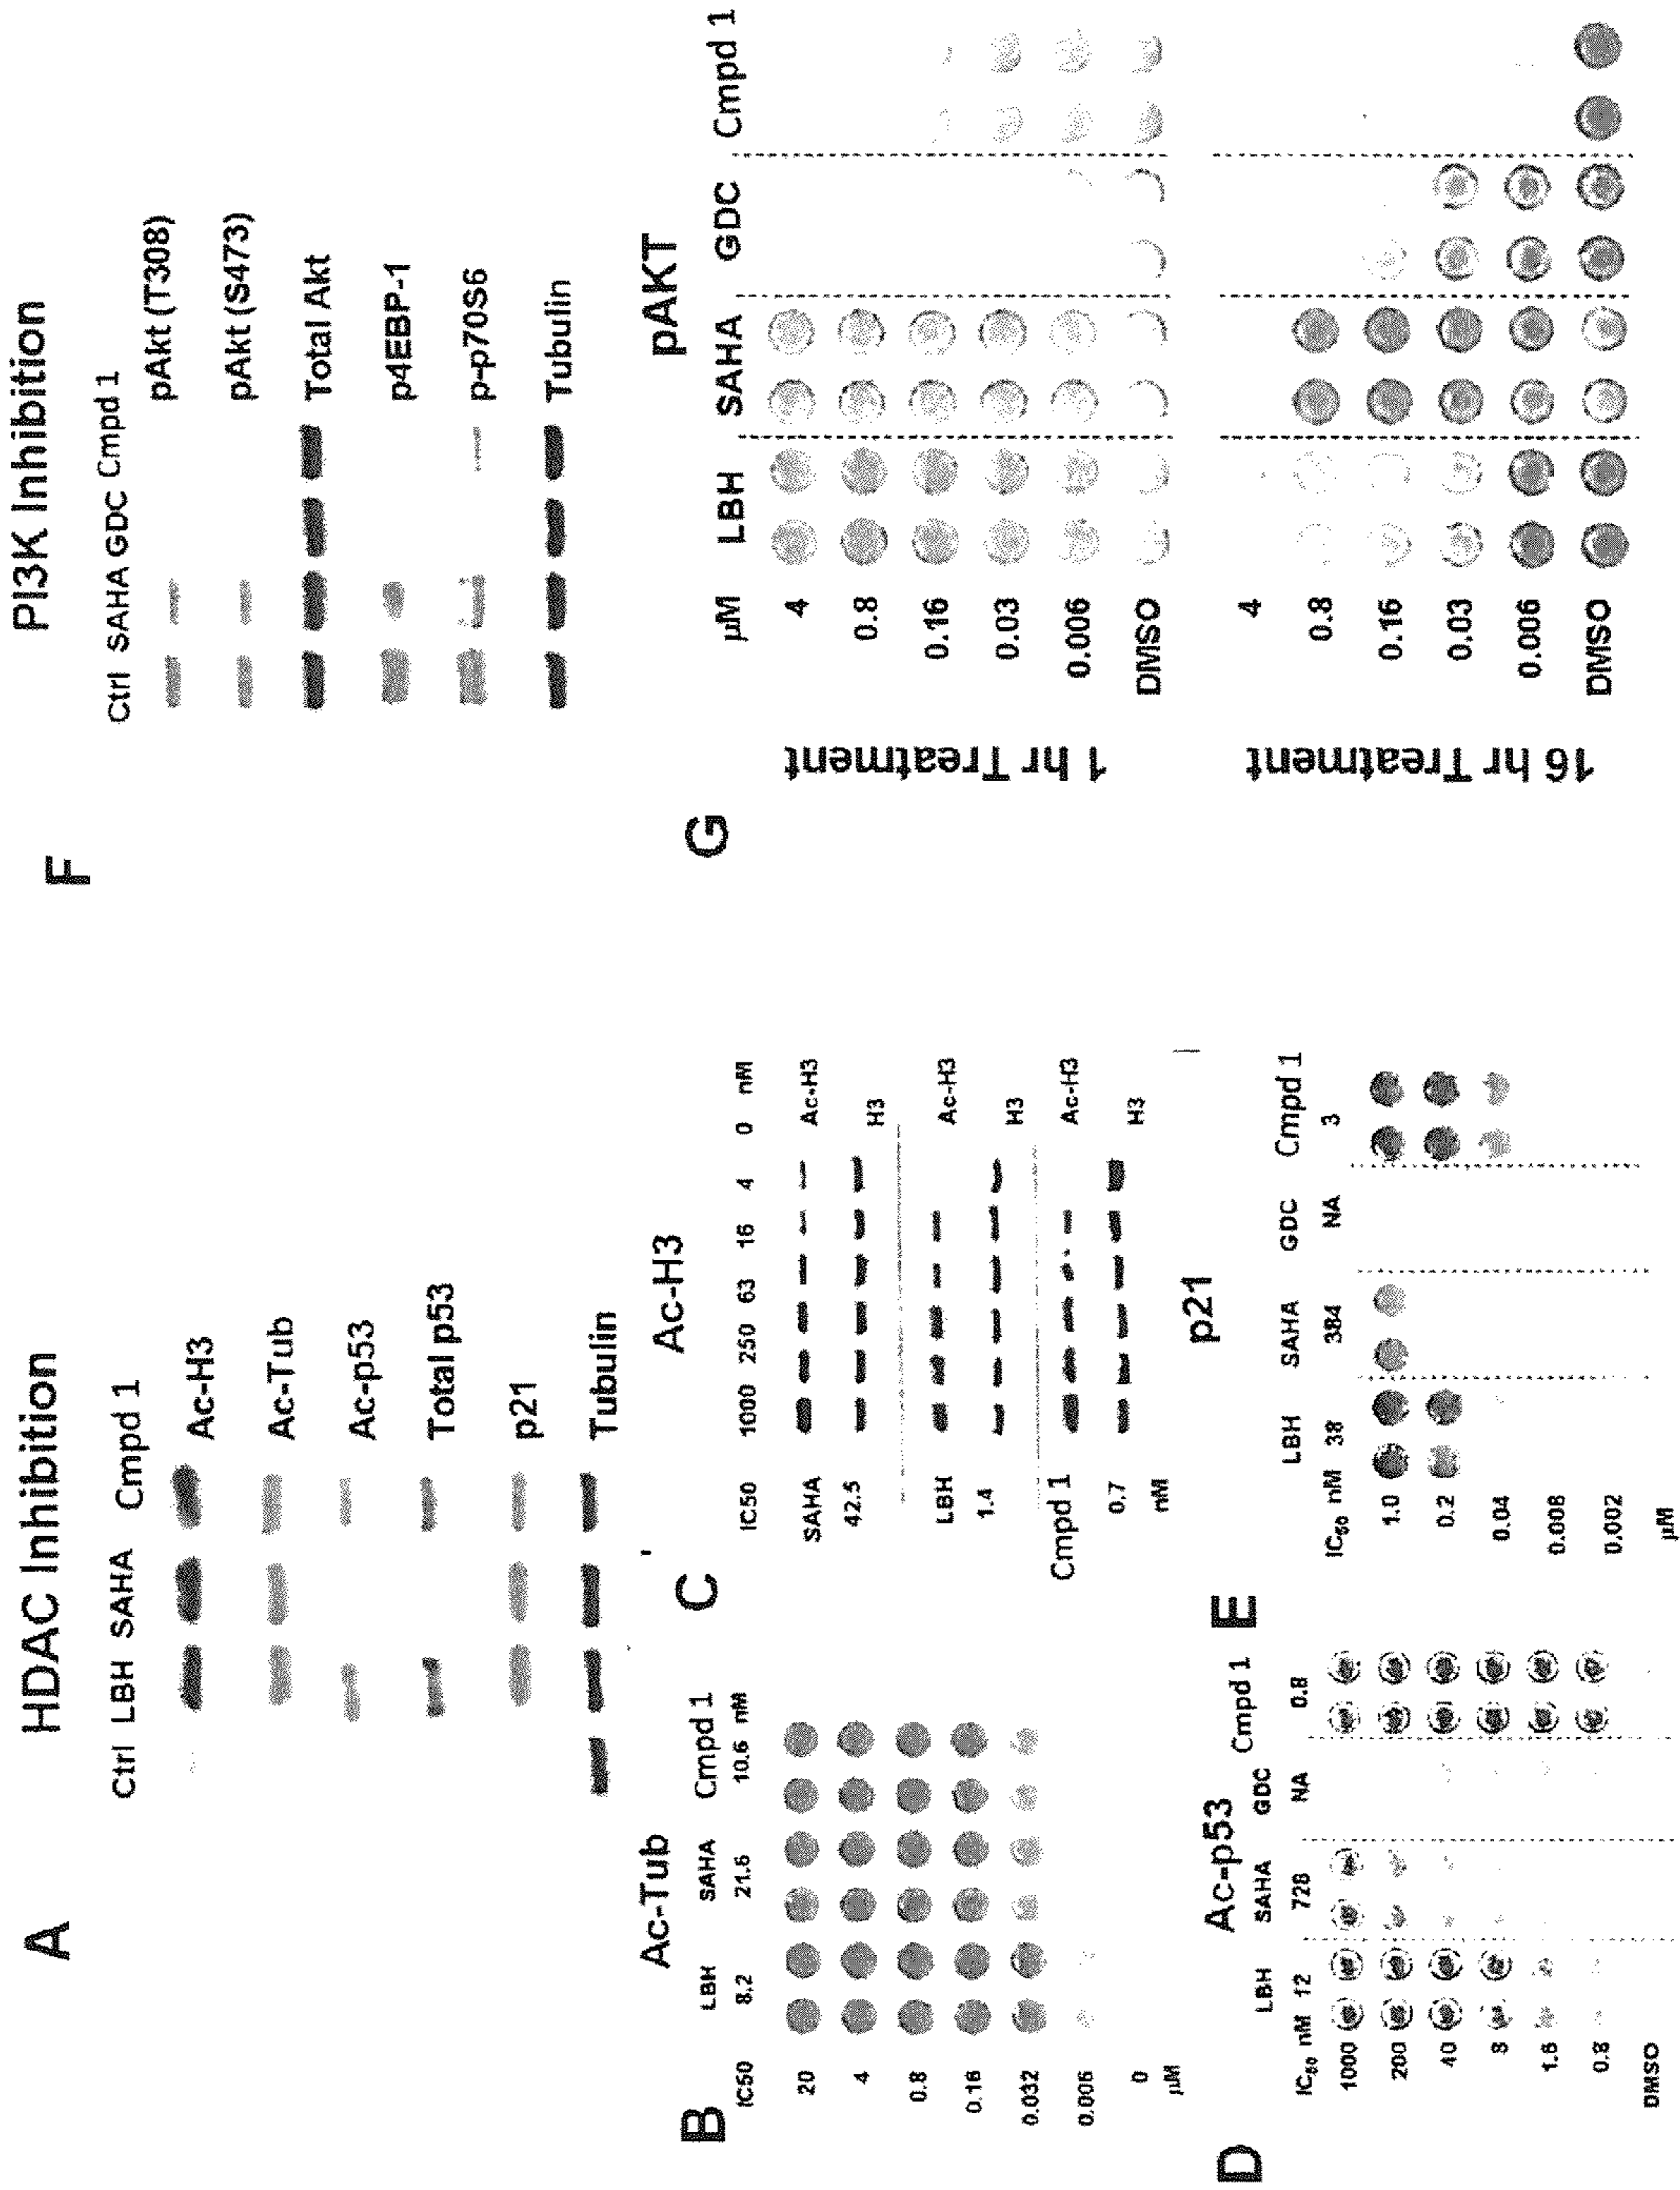 A
HDAC Inhibition
Ctrl LBH SAHA Cmpd 1
Ac-H3
Ac-Tub
Ac-p53
Total p53
p21
Tubulin
B
Ac-Tub
LBH SAHA Cmpd 1
IC50 8.2 21.6 10.6 nM
20
4
0.8
0.16
0.032
0.006
0
µM
C
Ac-H3
IC50 1000 250 63 16 4 0 nM
SAHA Ac-H3
42.5 H3
LBH Ac-H3
1.4 H3
Cmpd 1 Ac-H3
0.7 H3
nM
D
Ac-p53
LBH SAHA GDC Cmpd 1
IC50 nM 12 728 NA 0.8
1000
200
40
8
1.6
0.8
DMSO
E
p21
LBH SAHA GDC Cmpd 1
IC50 nM 38 384 NA 3
1.0
0.2
0.04
0.008
0.002
µM
F
PI3K Inhibition
Ctrl SAHA GDC Cmpd 1
pAkt (T308)
pAkt (S473)
Total Akt
p4EBP-1
p-p70S6
Tubulin
G
pAKT
µM LBH SAHA GDC Cmpd 1
1 hr Treatment
4
0.8
0.16
0.03
0.006
DMSO
16 hr Treatment
4
0.8
0.16
0.03
0.006
DMSO